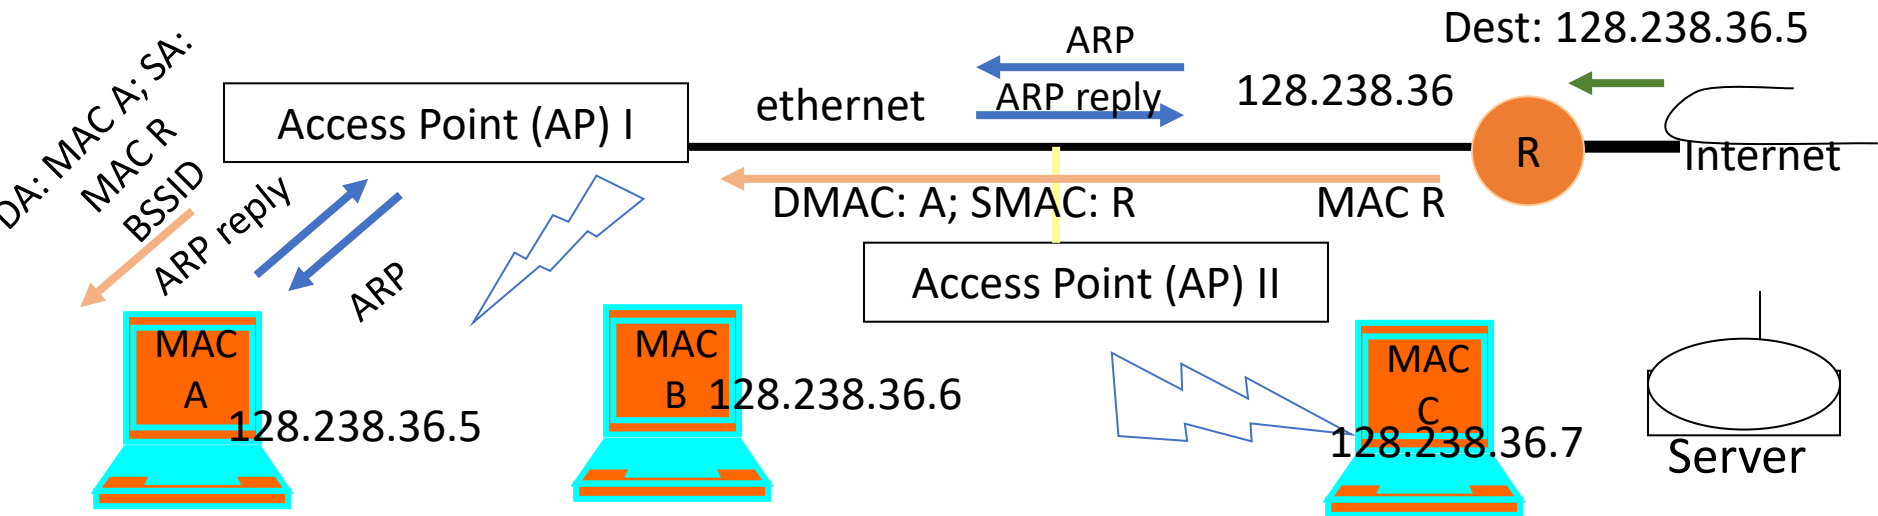 Dest: 128.238.36.5
ARP
DA: MAC A; SA:
MAC R
BSSID
ARP reply
ARP
Access Point (AP) I
ethernet
ARP reply
128.238.36
R
Internet
DMAC: A; SMAC: R
MAC R
Access Point (AP) II
MAC
A
128.238.36.5
MAC
B
128.238.36.6
MAC
C
128.238.36.7
Server